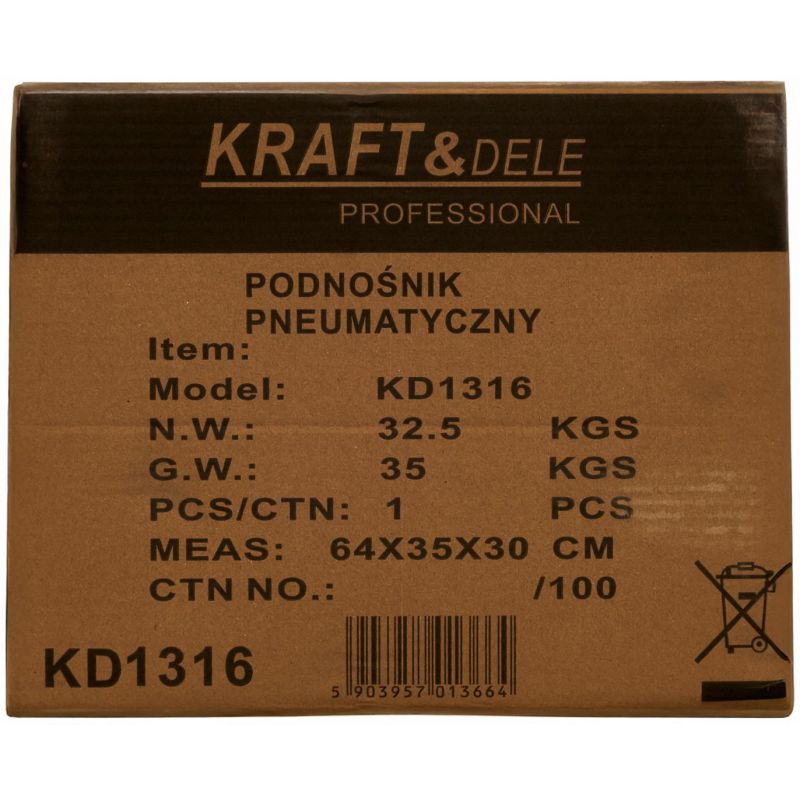 KRAFT&DELE
PROFESSIONAL
PODNOŚNIK
PNEUMATYCZNY
Item:
Model: KD1316
N.W.: 32.5 KGS
G.W.: 35 KGS
PCS/CTN: 1 PCS
MEAS: 64X35X30 CM
CTN NO.: /100
KD1316
5 903957 013664